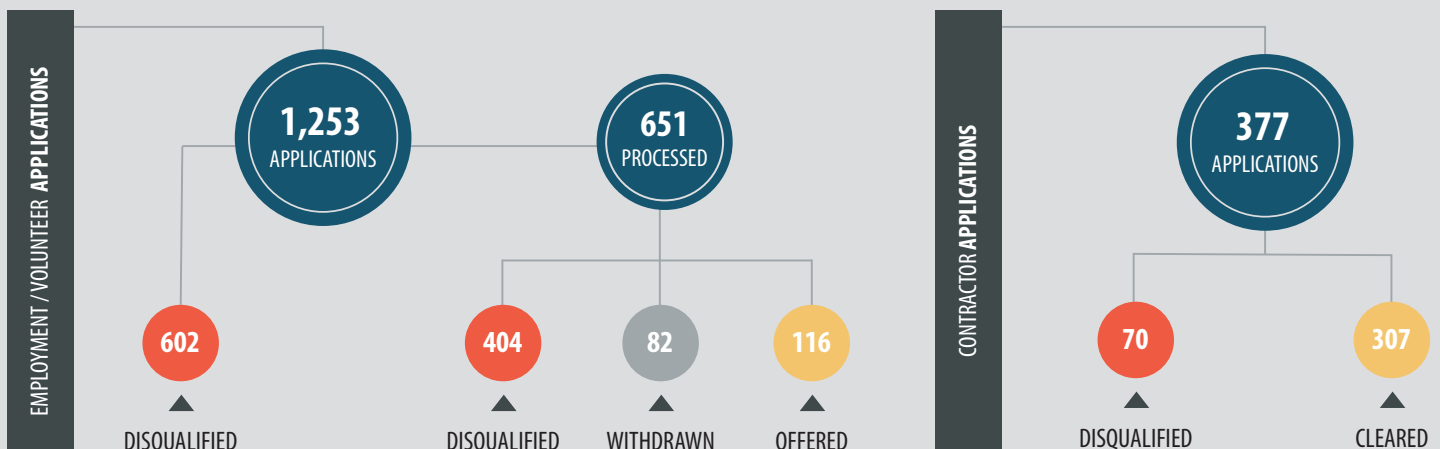 EMPLOYMENT / VOLUNTEER APPLICATIONS
1,253
APPLICATIONS
651
PROCESSED
602
DISQUALIFIED
404
DISQUALIFIED
82
WITHDRAWN
116
OFFERED
CONTRACTOR APPLICATIONS
377
APPLICATIONS
70
DISQUALIFIED
307
CLEARED